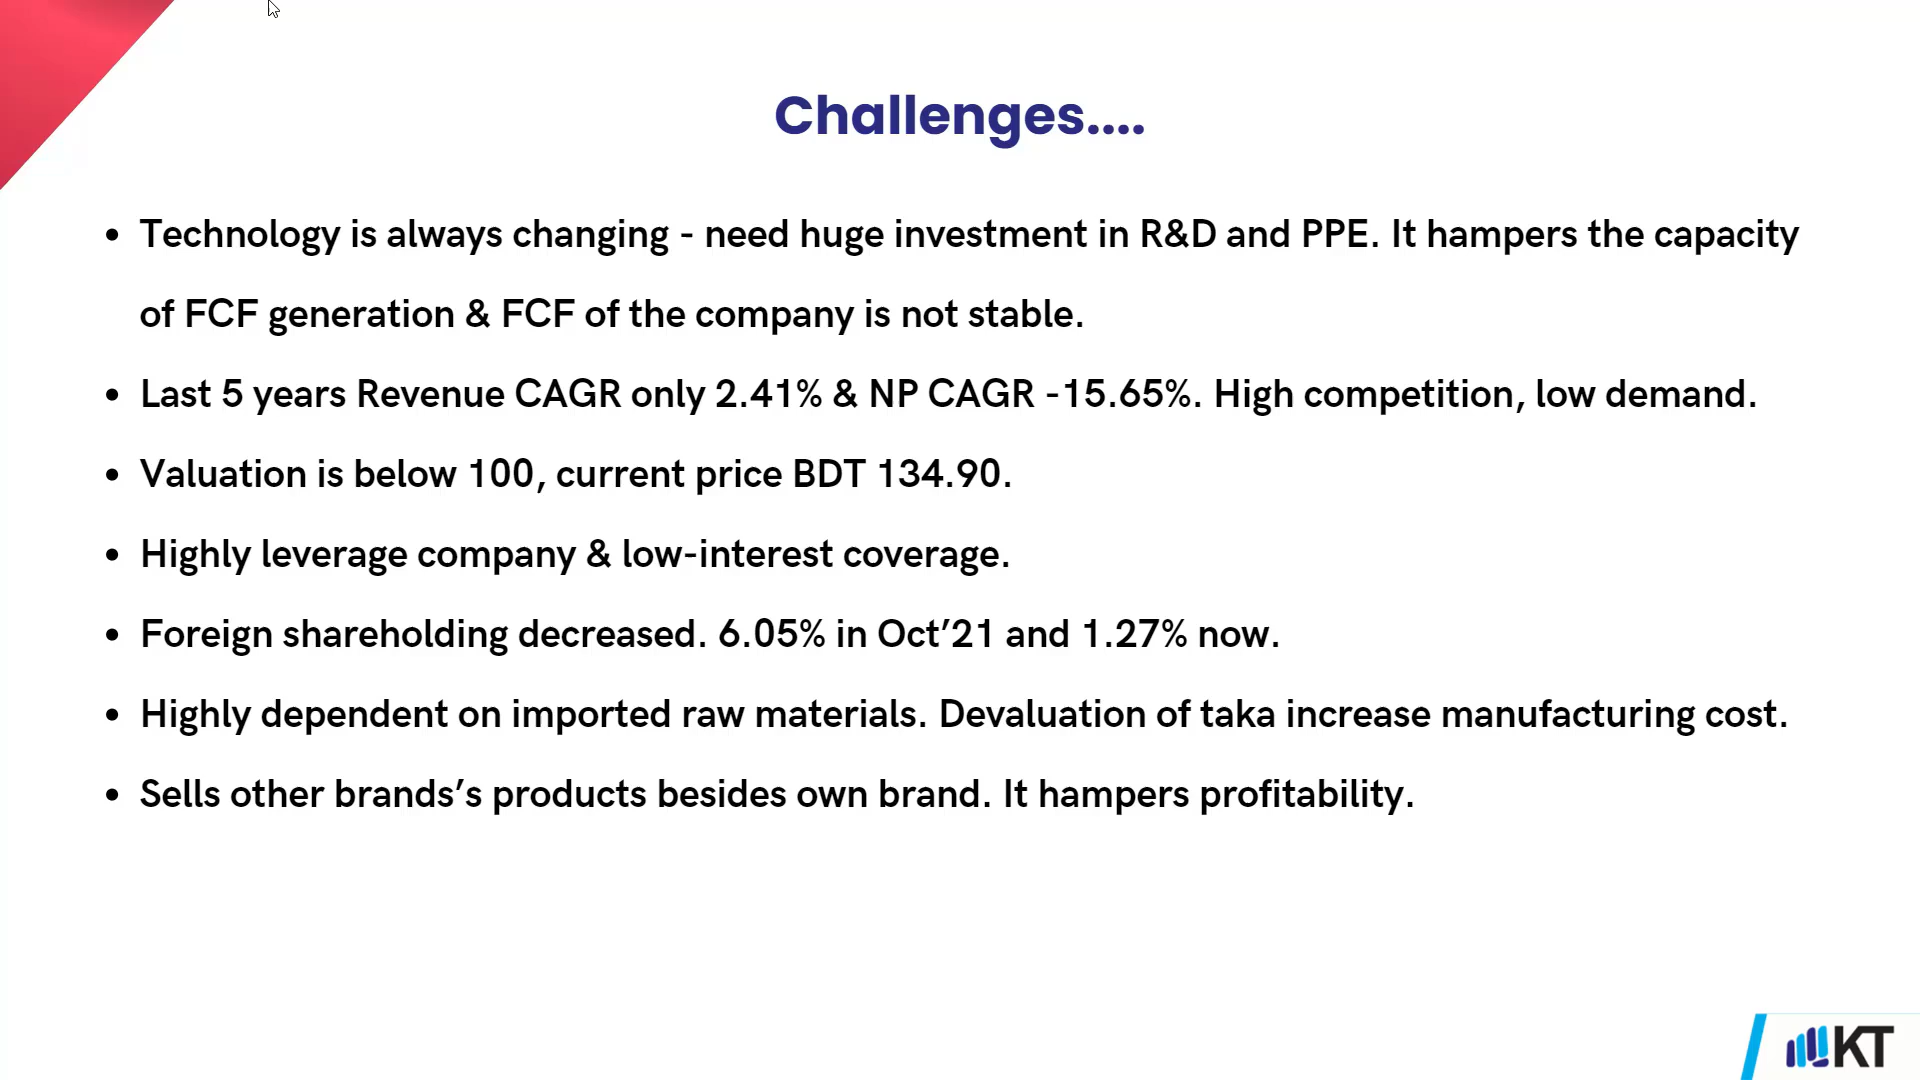 Challenges....
• Technology is always changing - need huge investment in R&D and PPE. It hampers the capacity
of FCF generation & FCF of the company is not stable.
• Last 5 years Revenue CAGR only 2.41% & NP CAGR -15.65%. High competition, low demand.
• Valuation is below 100, current price BDT 134.90.
• Highly leverage company & low-interest coverage.
• Foreign shareholding decreased. 6.05% in Oct’21 and 1.27% now.
• Highly dependent on imported raw materials. Devaluation of taka increase manufacturing cost.
• Sells other brands’s products besides own brand. It hampers profitability.
KT